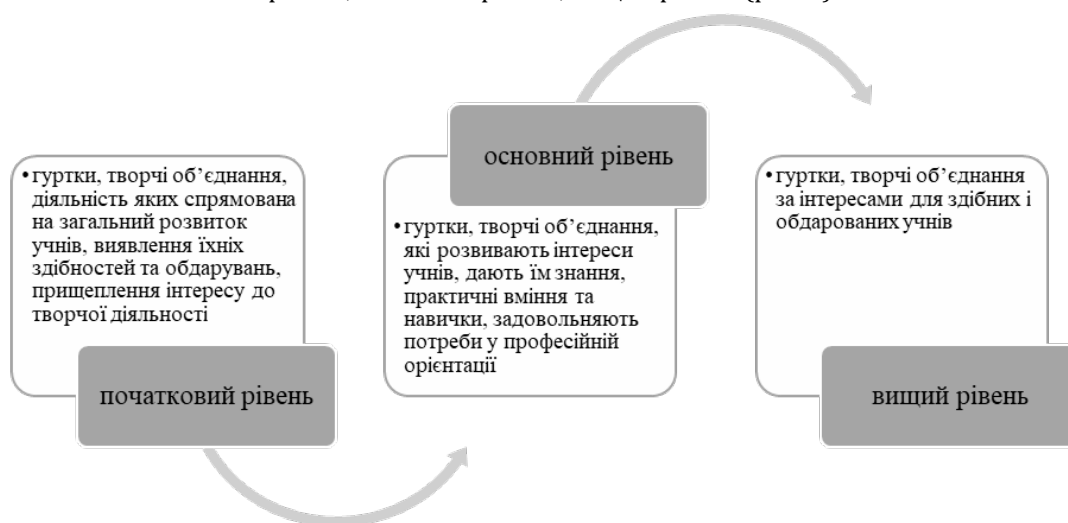 •гуртки, творчі об’єднання,
діяльність яких спрямована
на загальний розвиток
учнів, виявлення їхніх
здібностей та обдарувань,
прищеплення інтересу до
творчої діяльності
початковий рівень
основний рівень
•гуртки, творчі об’єднання,
які розвивають інтереси
учнів, дають їм знання,
практичні вміння та
навички, задовольняють
потреби у професійній
орієнтації
•гуртки, творчі об’єднання
за інтересами для здібних і
обдарованих учнів
вищий рівень